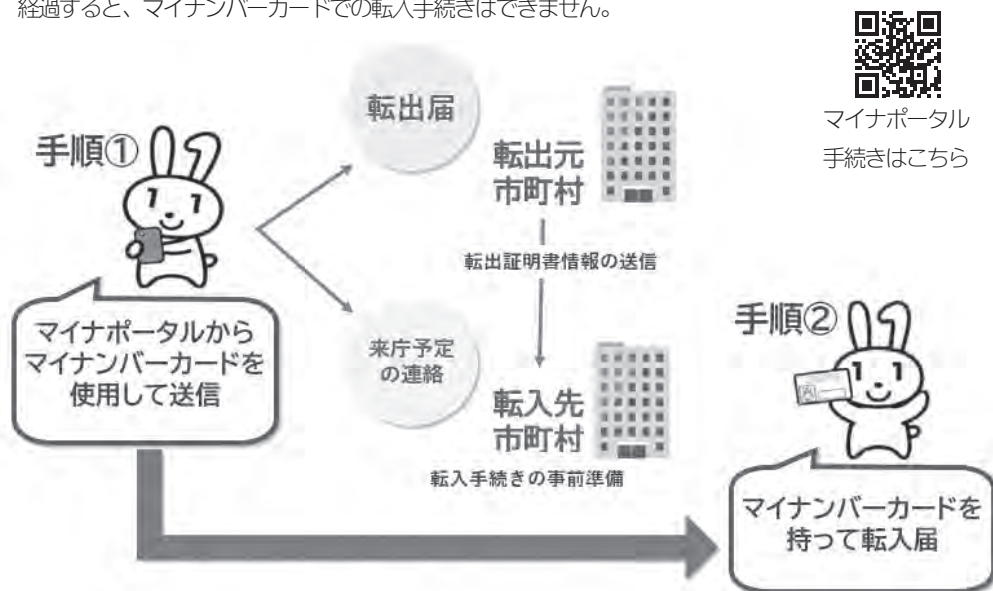 経過すると、マイナンバーカードでの転入手続きはできません。
マイナポータル
手続きはこちら
手順①
転出届
転出元
市町村
転出証明書情報の送信
マイナポータルから
マイナンバーカードを
使用して送信
来庁予定
の連絡
転入先
市町村
転入手続きの事前準備
手順②
マイナンバーカードを
持って転入届